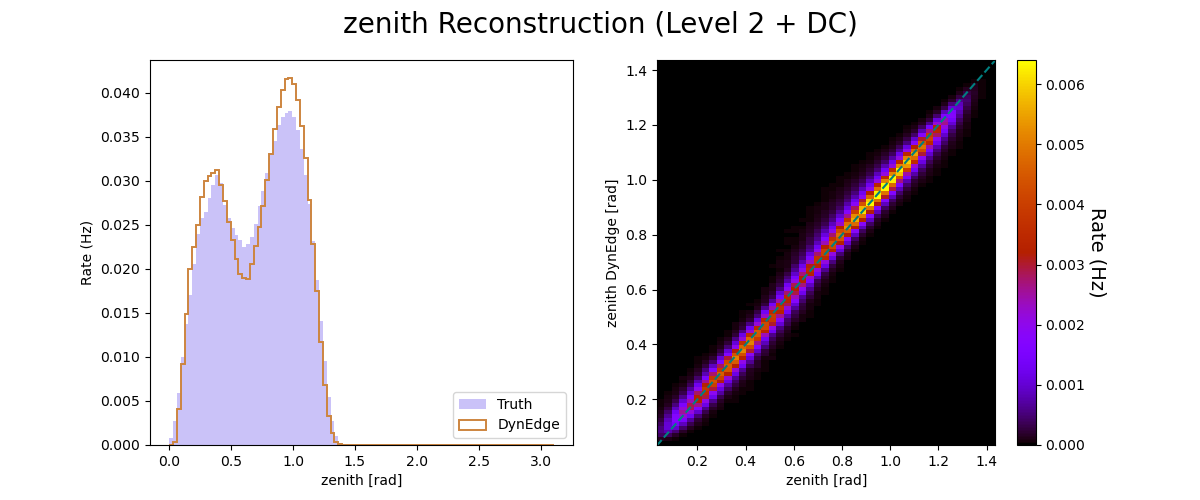 zenith Reconstruction (Level 2 + DC)
Rate (Hz)
0.040
0.035
0.030
0.025
0.020
0.015
0.010
0.005
0.000
0.0 0.5 1.0 1.5 2.0 2.5 3.0
zenith [rad]
Truth
DynEdge
zenith DynEdge [rad]
1.4
1.2
1.0
0.8
0.6
0.4
0.2
0.2 0.4 0.6 0.8 1.0 1.2 1.4
zenith [rad]
0.006
0.005
0.004
0.003
0.002
0.001
0.000
Rate (Hz)